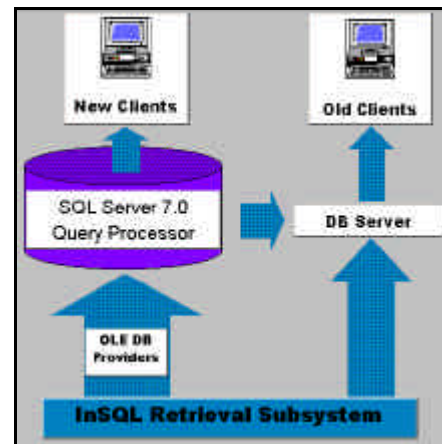 New Clients
Old Clients
SQL Server 7.0
Query Processor
DB Server
OLE DB
Providers
InSQL Retrieval Subsystem